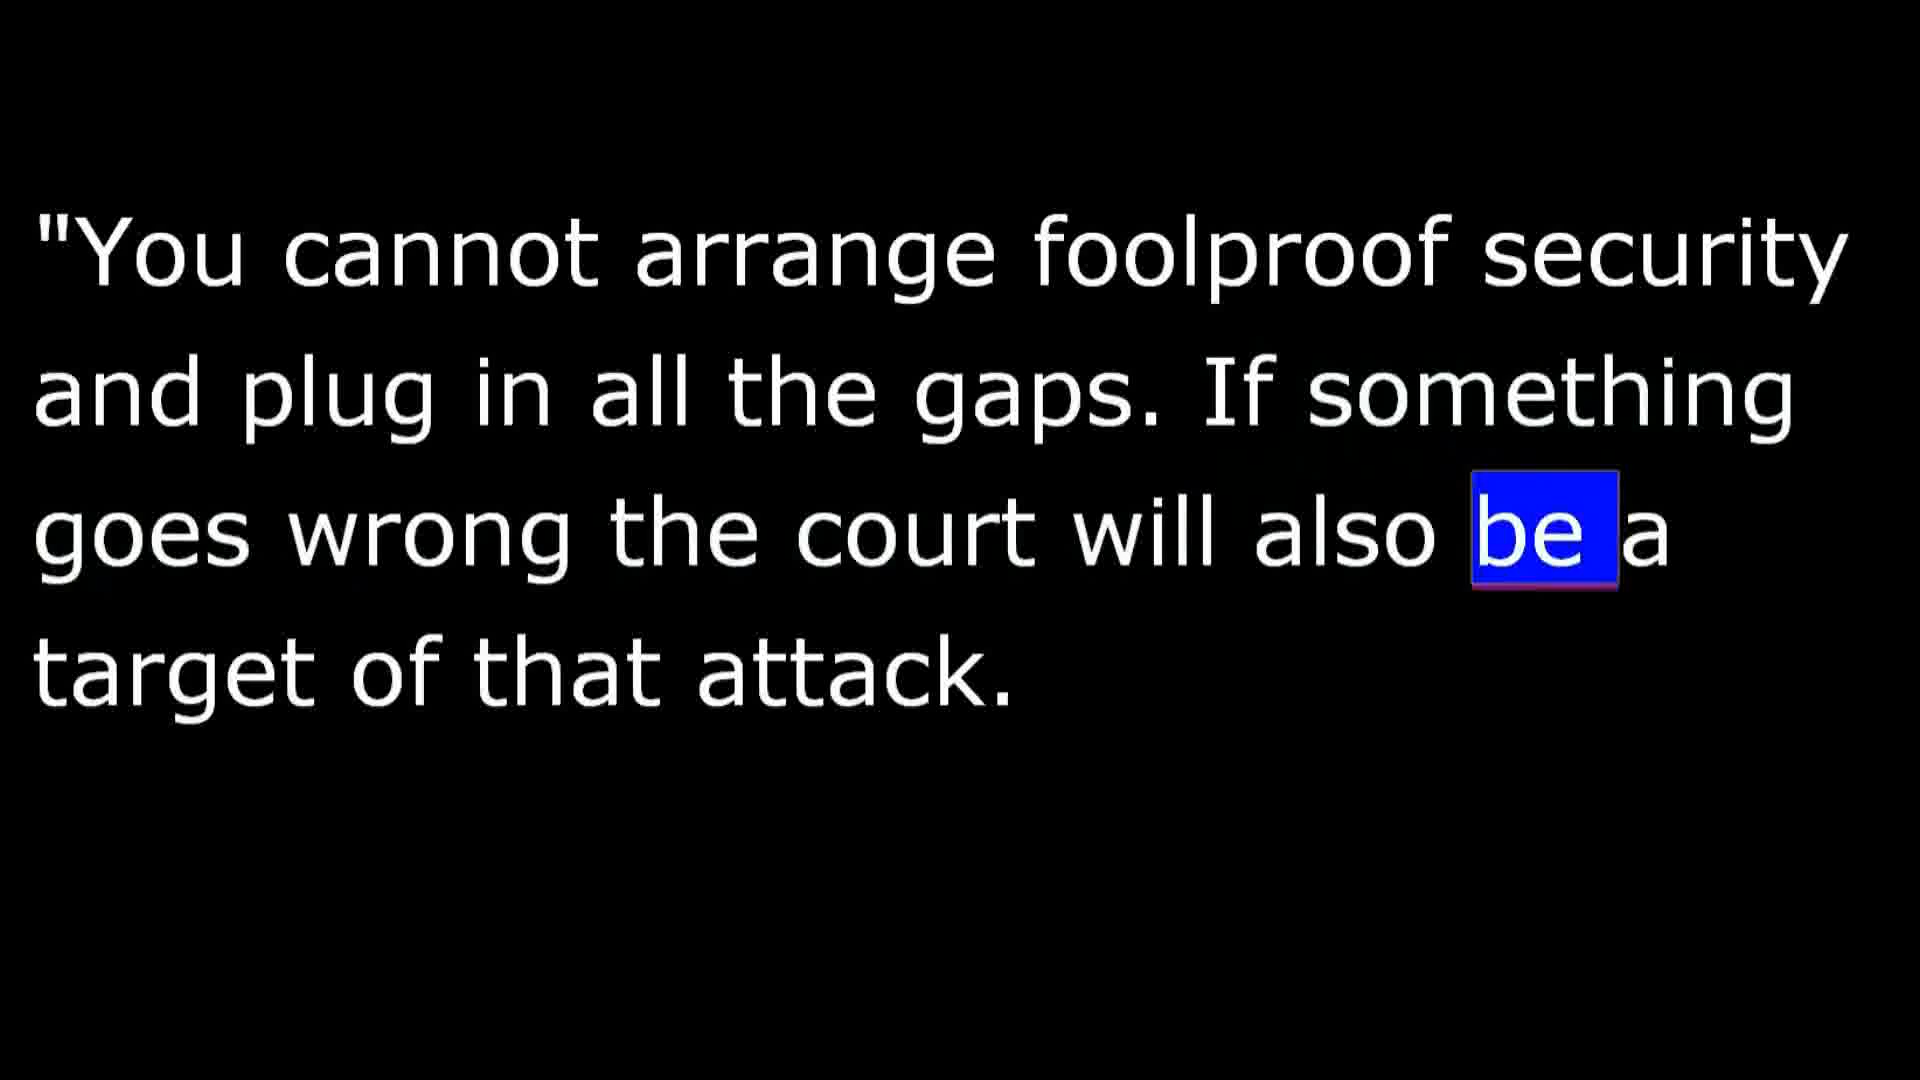 "You cannot arrange foolproof security
and plug in all the gaps. If something
goes wrong the court will also be a
target of that attack.